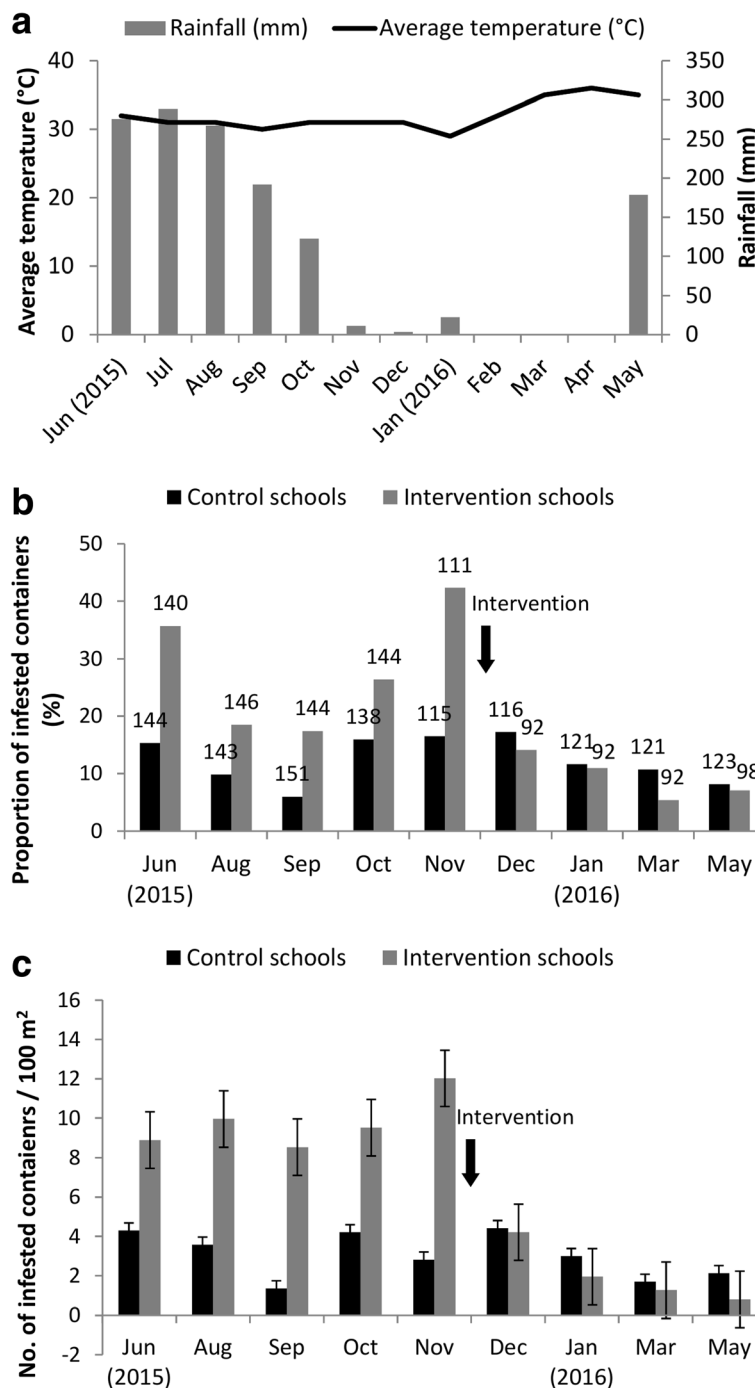 a
Rainfall (mm) Average temperature (°C)
Average temperature (°C)
40
30
20
10
0
Rainfall (mm)
350
300
250
200
150
100
50
0
Jun (2015) Jul Aug Sep Oct Nov Dec Jan (2016) Feb Mar Apr May
b
Control schools Intervention schools
Proportion of infested containers
(%)
50
40
30
20
10
0
144 140 143 146 151 144 138 144 115 111 116 92 121 92 121 92 123 98
Intervention
Jun Aug Sep Oct Nov Dec Jan Mar May
(2015) (2016)
c
Control schools Intervention schools
No. of infested contaienrs / 100 m²
16
14
12
10
8
6
4
2
0
-2
Intervention
Jun Aug Sep Oct Nov Dec Jan Mar May
(2015) (2016)